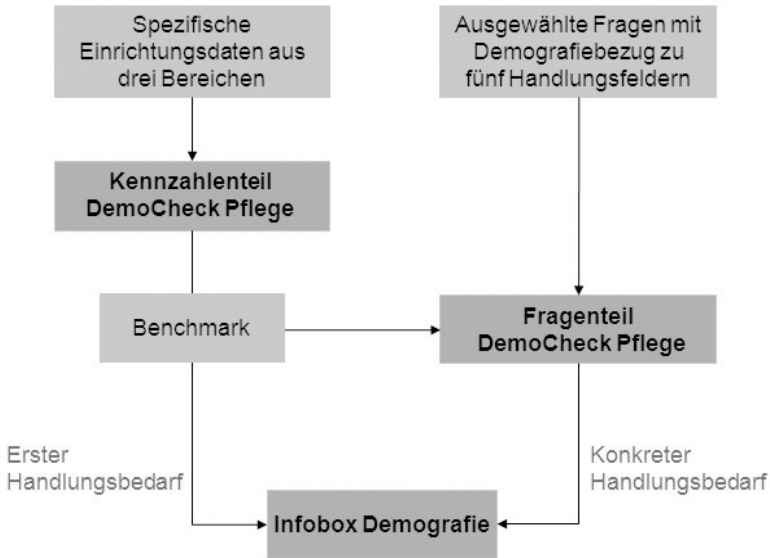 Spezifische
Einrichtungsdaten aus
drei Bereichen
Ausgewählte Fragen mit
Demografiebezug zu
fünf Handlungsfeldern
Kennzahlenteil
DemoCheck Pflege
Benchmark
Fragenteil
DemoCheck Pflege
Erster
Handlungsbedarf
Konkreter
Handlungsbedarf
Infobox Demografie